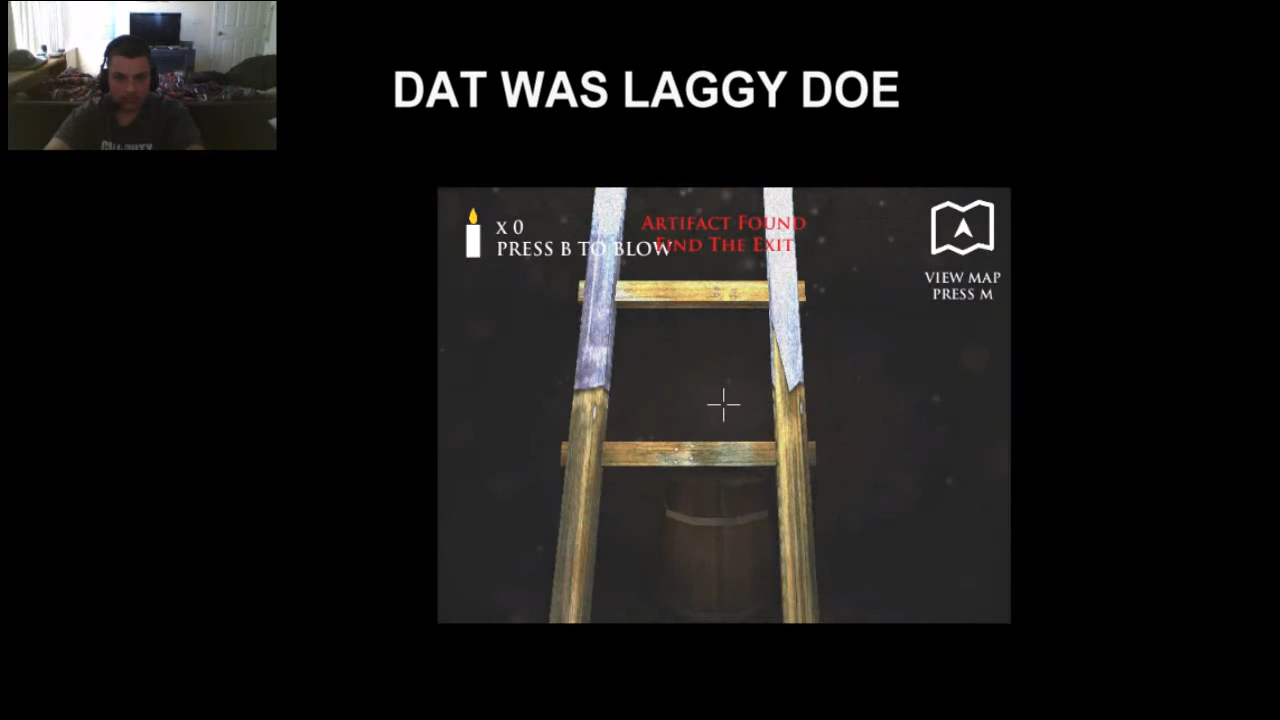 DAT WAS LAGGY DOE
x 0
PRESS B TO BLOW
ARTIFACT FOUND
FIND THE EXIT
VIEW MAP
PRESS M